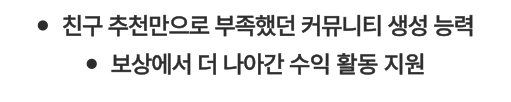 • 친구 추천만으로 부족했던 커뮤니티 생성 능력
• 보상에서 더 나아간 수익 활동 지원